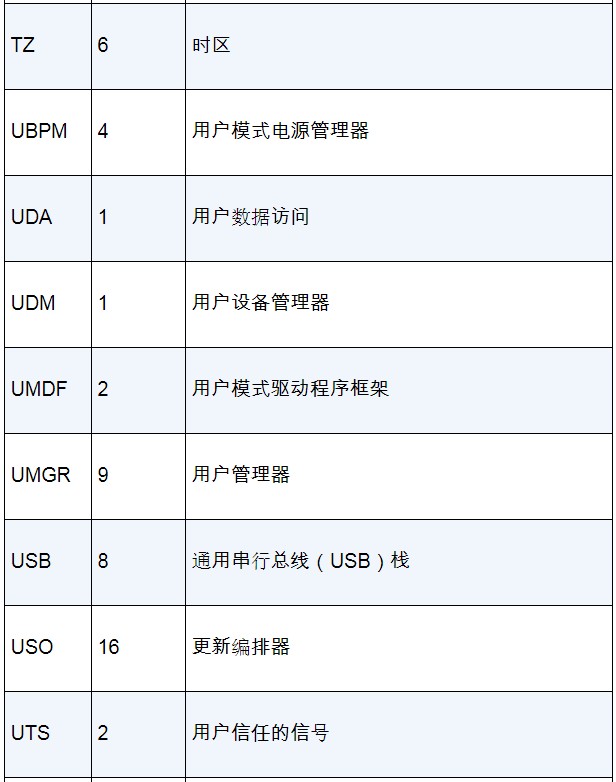 TZ 6 时区
UBPM 4 用户模式电源管理器
UDA 1 用户数据访问
UDM 1 用户设备管理器
UMDF 2 用户模式驱动程序框架
UMGR 9 用户管理器
USB 8 通用串行总线（USB）栈
USO 16 更新编排器
UTS 2 用户信任的信号